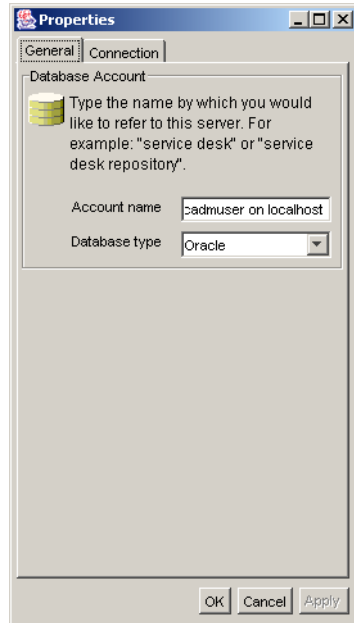 Properties
General Connection
Database Account
Type the name by which you would
like to refer to this server. For
example: "service desk" or "service
desk repository".
Account name cadmuser on localhost
Database type Oracle
OK Cancel Apply